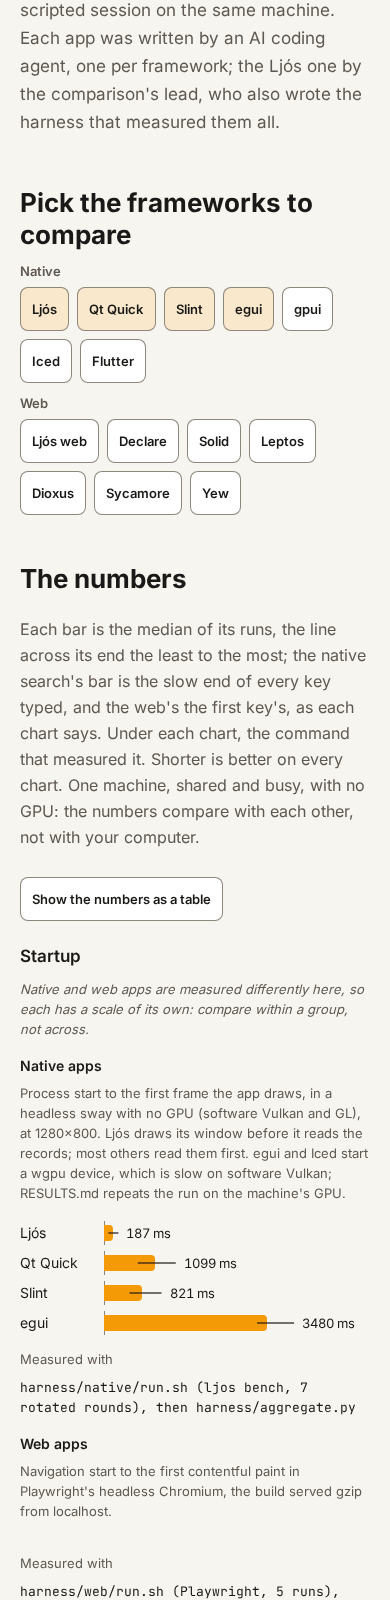 scripted session on the same machine.
Each app was written by an AI coding
agent, one per framework; the Ljós one by
the comparison's lead, who also wrote the
harness that measured them all.
Pick the frameworks to
compare
Native
Ljós Qt Quick Slint egui gpui
Iced Flutter
Web
Ljós web Declare Solid Leptos
Dioxus Sycamore Yew
The numbers
Each bar is the median of its runs, the line
across its end the least to the most; the native
search's bar is the slow end of every key
typed, and the web's the first key's, as each
chart says. Under each chart, the command
that measured it. Shorter is better on every
chart. One machine, shared and busy, with no
GPU: the numbers compare with each other,
not with your computer.
Show the numbers as a table
Startup
Native and web apps are measured differently here, so
each has a scale of its own: compare within a group,
not across.
Native apps
Process start to the first frame the app draws, in a
headless sway with no GPU (software Vulkan and GL),
at 1280×800. Ljós draws its window before it reads the
records; most others read them first. egui and Iced start
a wgpu device, which is slow on software Vulkan;
RESULTS.md repeats the run on the machine's GPU.
Ljós 187 ms
Qt Quick 1099 ms
Slint 821 ms
egui 3480 ms
Measured with
harness/native/run.sh (ljos bench, 7
rotated rounds), then harness/aggregate.py
Web apps
Navigation start to the first contentful paint in
Playwright's headless Chromium, the build served gzip
from localhost.
Measured with
harness/web/run.sh (Playwright, 5 runs),